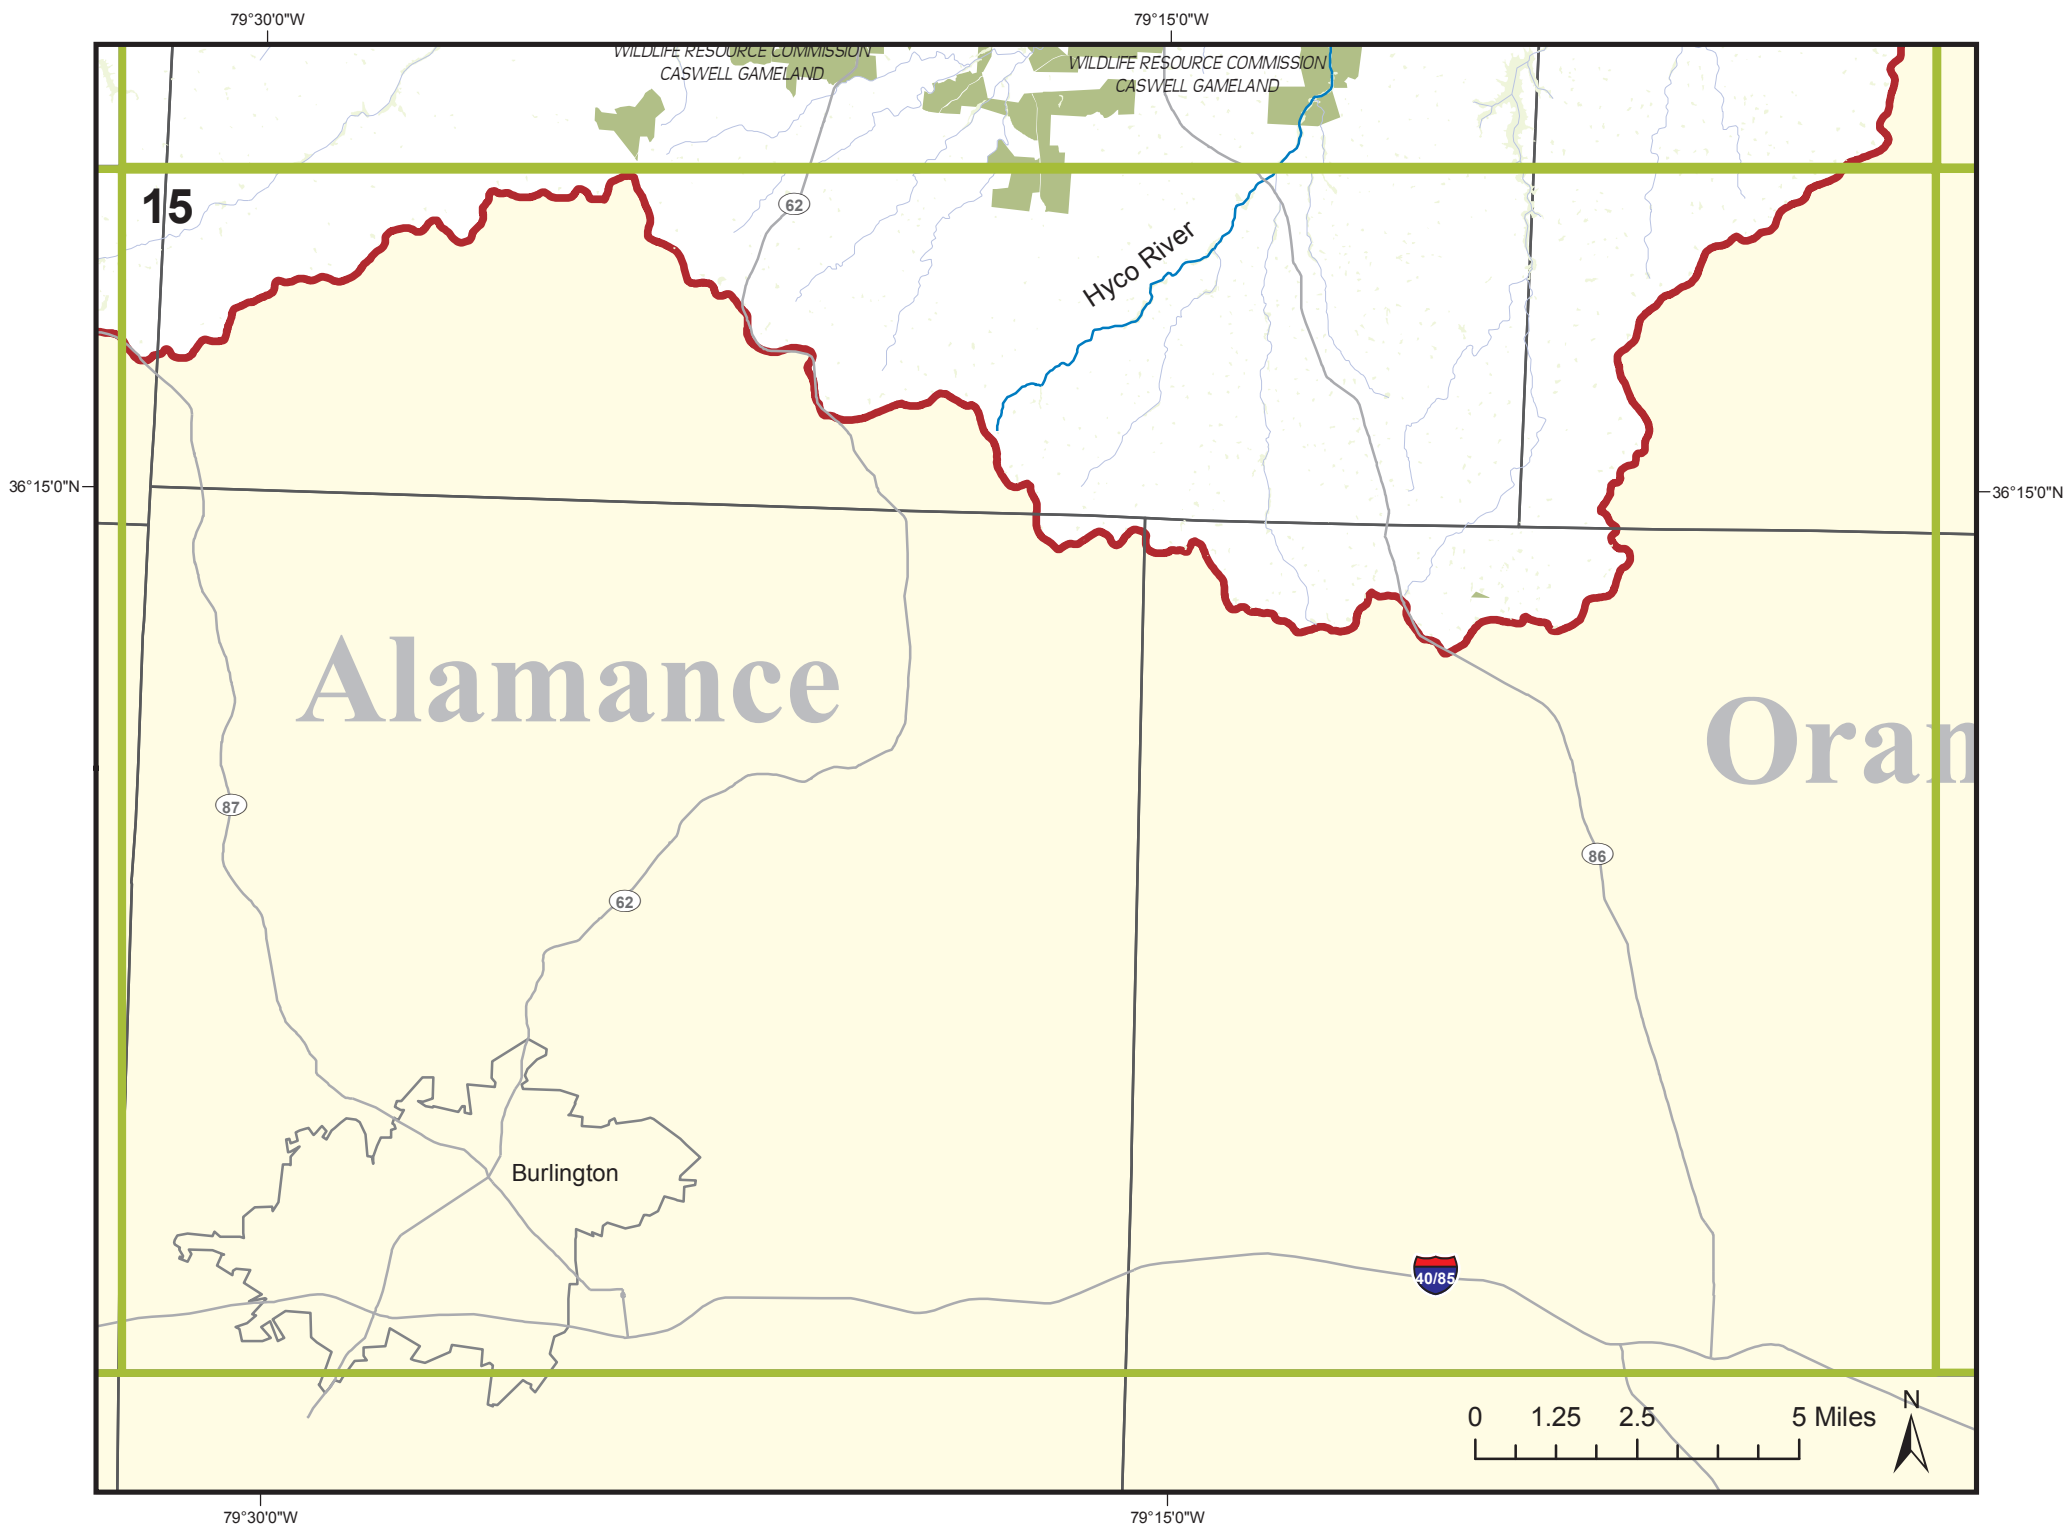 79°30'0"W
79°15'0"W
WILDLIFE RESOURCE COMMISSION
CASWELL GAMELAND
WILDLIFE RESOURCE COMMISSION
CASWELL GAMELAND
15
62
Hyco River
36°15'0"N
36°15'0"N
Alamance
Oran
87
86
62
Burlington
40/85
0 1.25 2.5 5 Miles
N
79°30'0"W
79°15'0"W